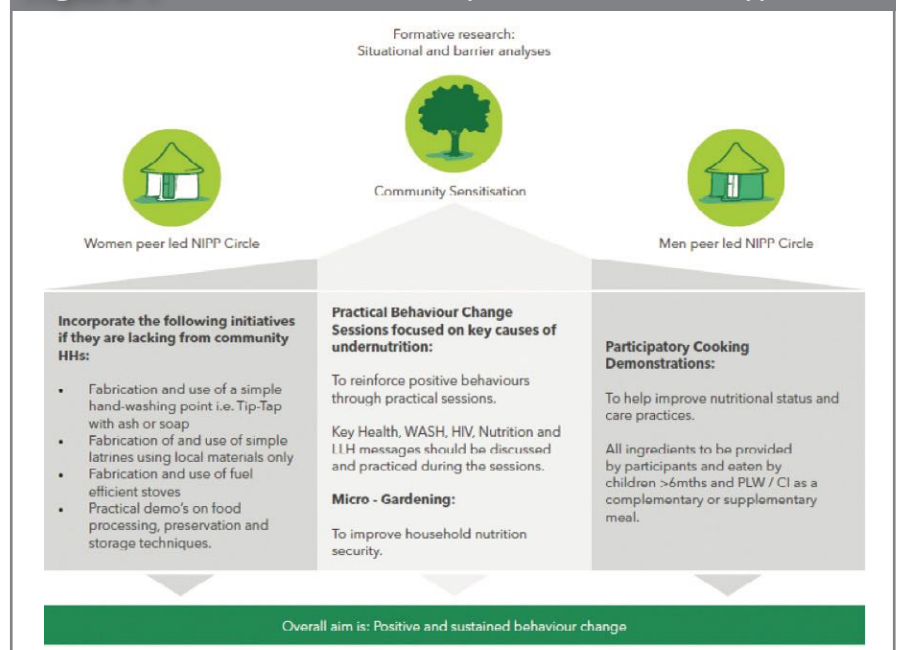 Formative research:
Situational and barrier analyses
Community Sensitisation
Women peer led NIPP Circle
Men peer led NIPP Circle
Incorporate the following initiatives
if they are lacking from community
HHs:
• Fabrication and use of a simple
hand-washing point i.e. Tip-Tap
with ash or soap
• Fabrication of and use of simple
latrines using local materials only
• Fabrication and use of fuel
efficient stoves
• Practical demo's on food
processing, preservation and
storage techniques.
Practical Behaviour Change
Sessions focused on key causes of
undernutrition:
To reinforce positive behaviours
through practical sessions.
Key Health, WASH, HIV, Nutrition and
LLH messages should be discussed
and practiced during the sessions.
Micro - Gardening:
To improve household nutrition
security.
Participatory Cooking
Demonstrations:
To help improve nutritional status and
care practices.
All ingredients to be provided
by participants and eaten by
children >6mths and PLW / CI as a
complementary or supplementary
meal.
Overall aim is: Positive and sustained behaviour change